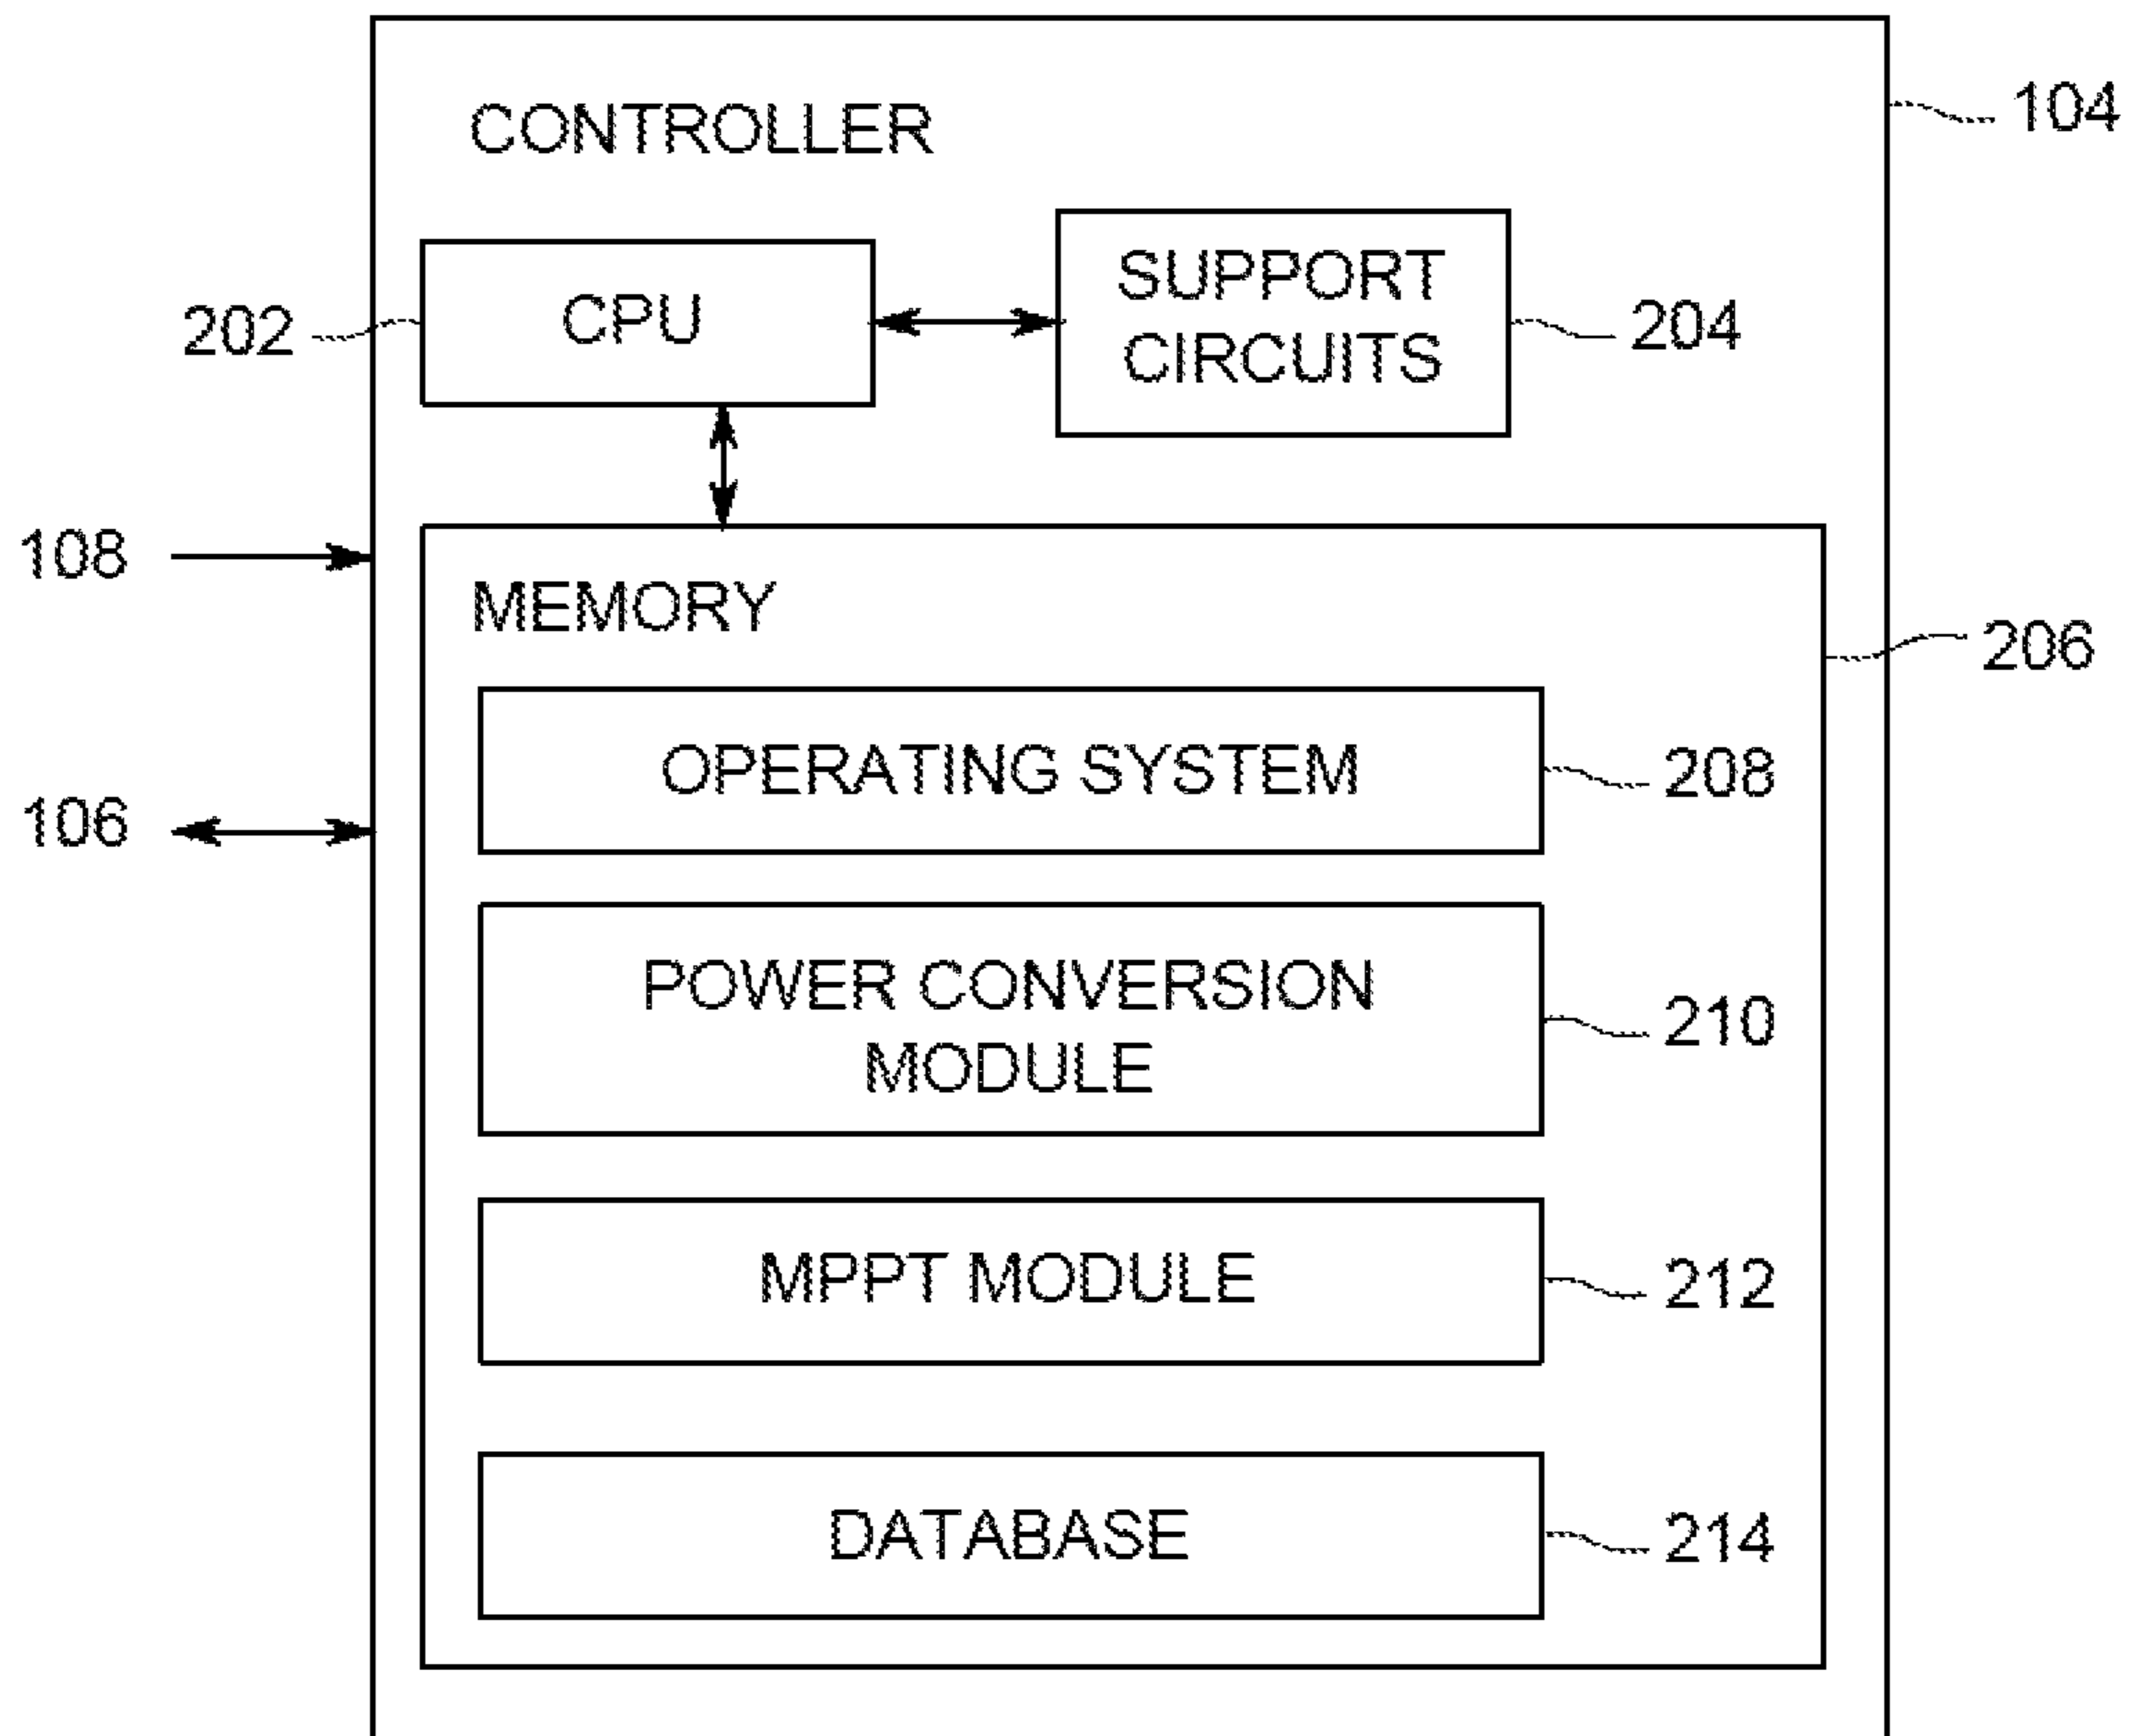 CONTROLLER
104
CPU
SUPPORT
CIRCUITS
202
204
108
MEMORY
206
OPERATING SYSTEM
208
106
POWER CONVERSION
MODULE
210
MPPT MODULE
212
DATABASE
214